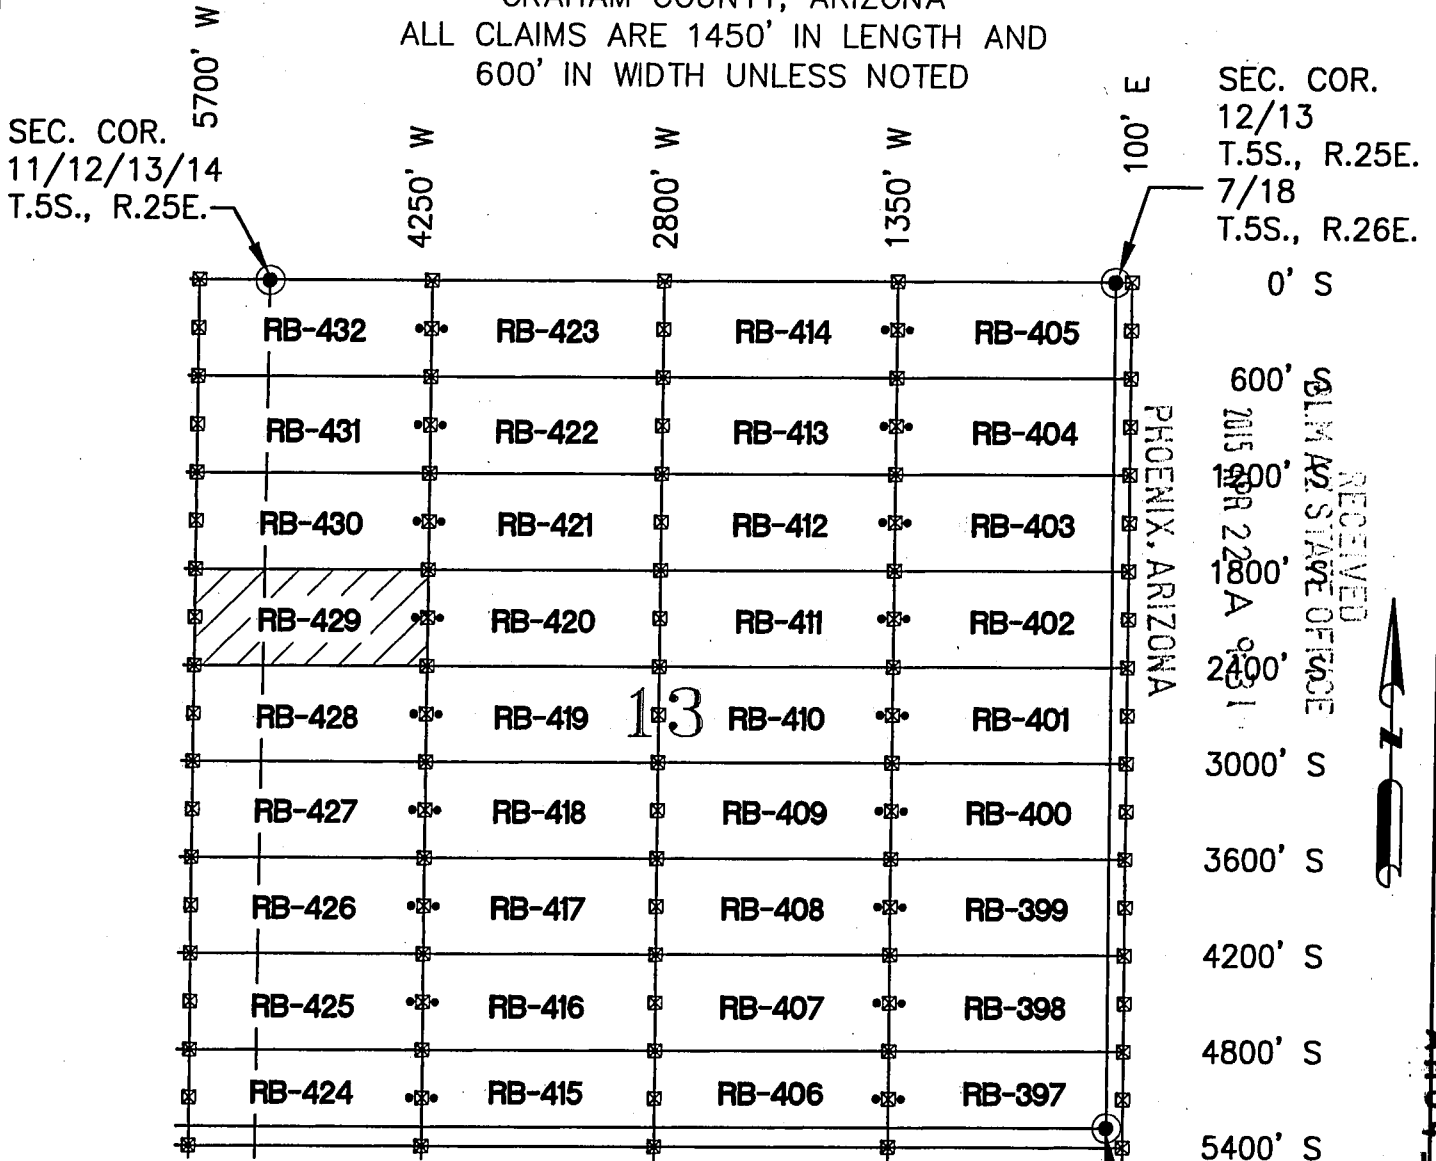 GRAHAM COUNTY, ARIZONA
ALL CLAIMS ARE 1450' IN LENGTH AND
600' IN WIDTH UNLESS NOTED
SEC. COR.
11/12/13/14
T.5S., R.25E.
5700' W
4250' W
2800' W
1350' W
100' E
SEC. COR.
12/13
T.5S., R.25E.
7/18
T.5S., R.26E.
0' S
RB-432 RB-423 RB-414 RB-405
600' S
RB-431 RB-422 RB-413 RB-404
1200' S
RB-430 RB-421 RB-412 RB-403
1800' S
RB-429 RB-420 RB-411 RB-402
2400' S
RB-428 RB-419 13 RB-410 RB-401
3000' S
RB-427 RB-418 RB-409 RB-400
3600' S
RB-426 RB-417 RB-408 RB-399
4200' S
RB-425 RB-416 RB-407 RB-398
4800' S
RB-424 RB-415 RB-406 RB-397
5400' S
RECEIVED
BLM AZ STATE OFFICE
2015 APR 22 A 9:31
PHOENIX, ARIZONA
N